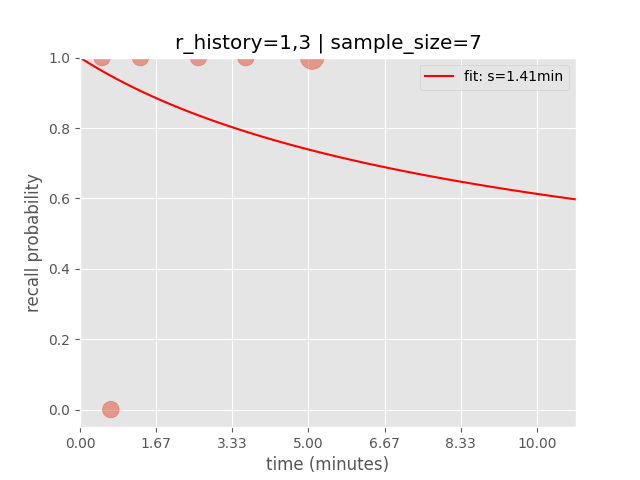 r_history=1,3 | sample_size=7
fit: s=1.41min
1.0
0.8
0.6
0.4
0.2
0.0
recall probability
0.00 1.67 3.33 5.00 6.67 8.33 10.00
time (minutes)